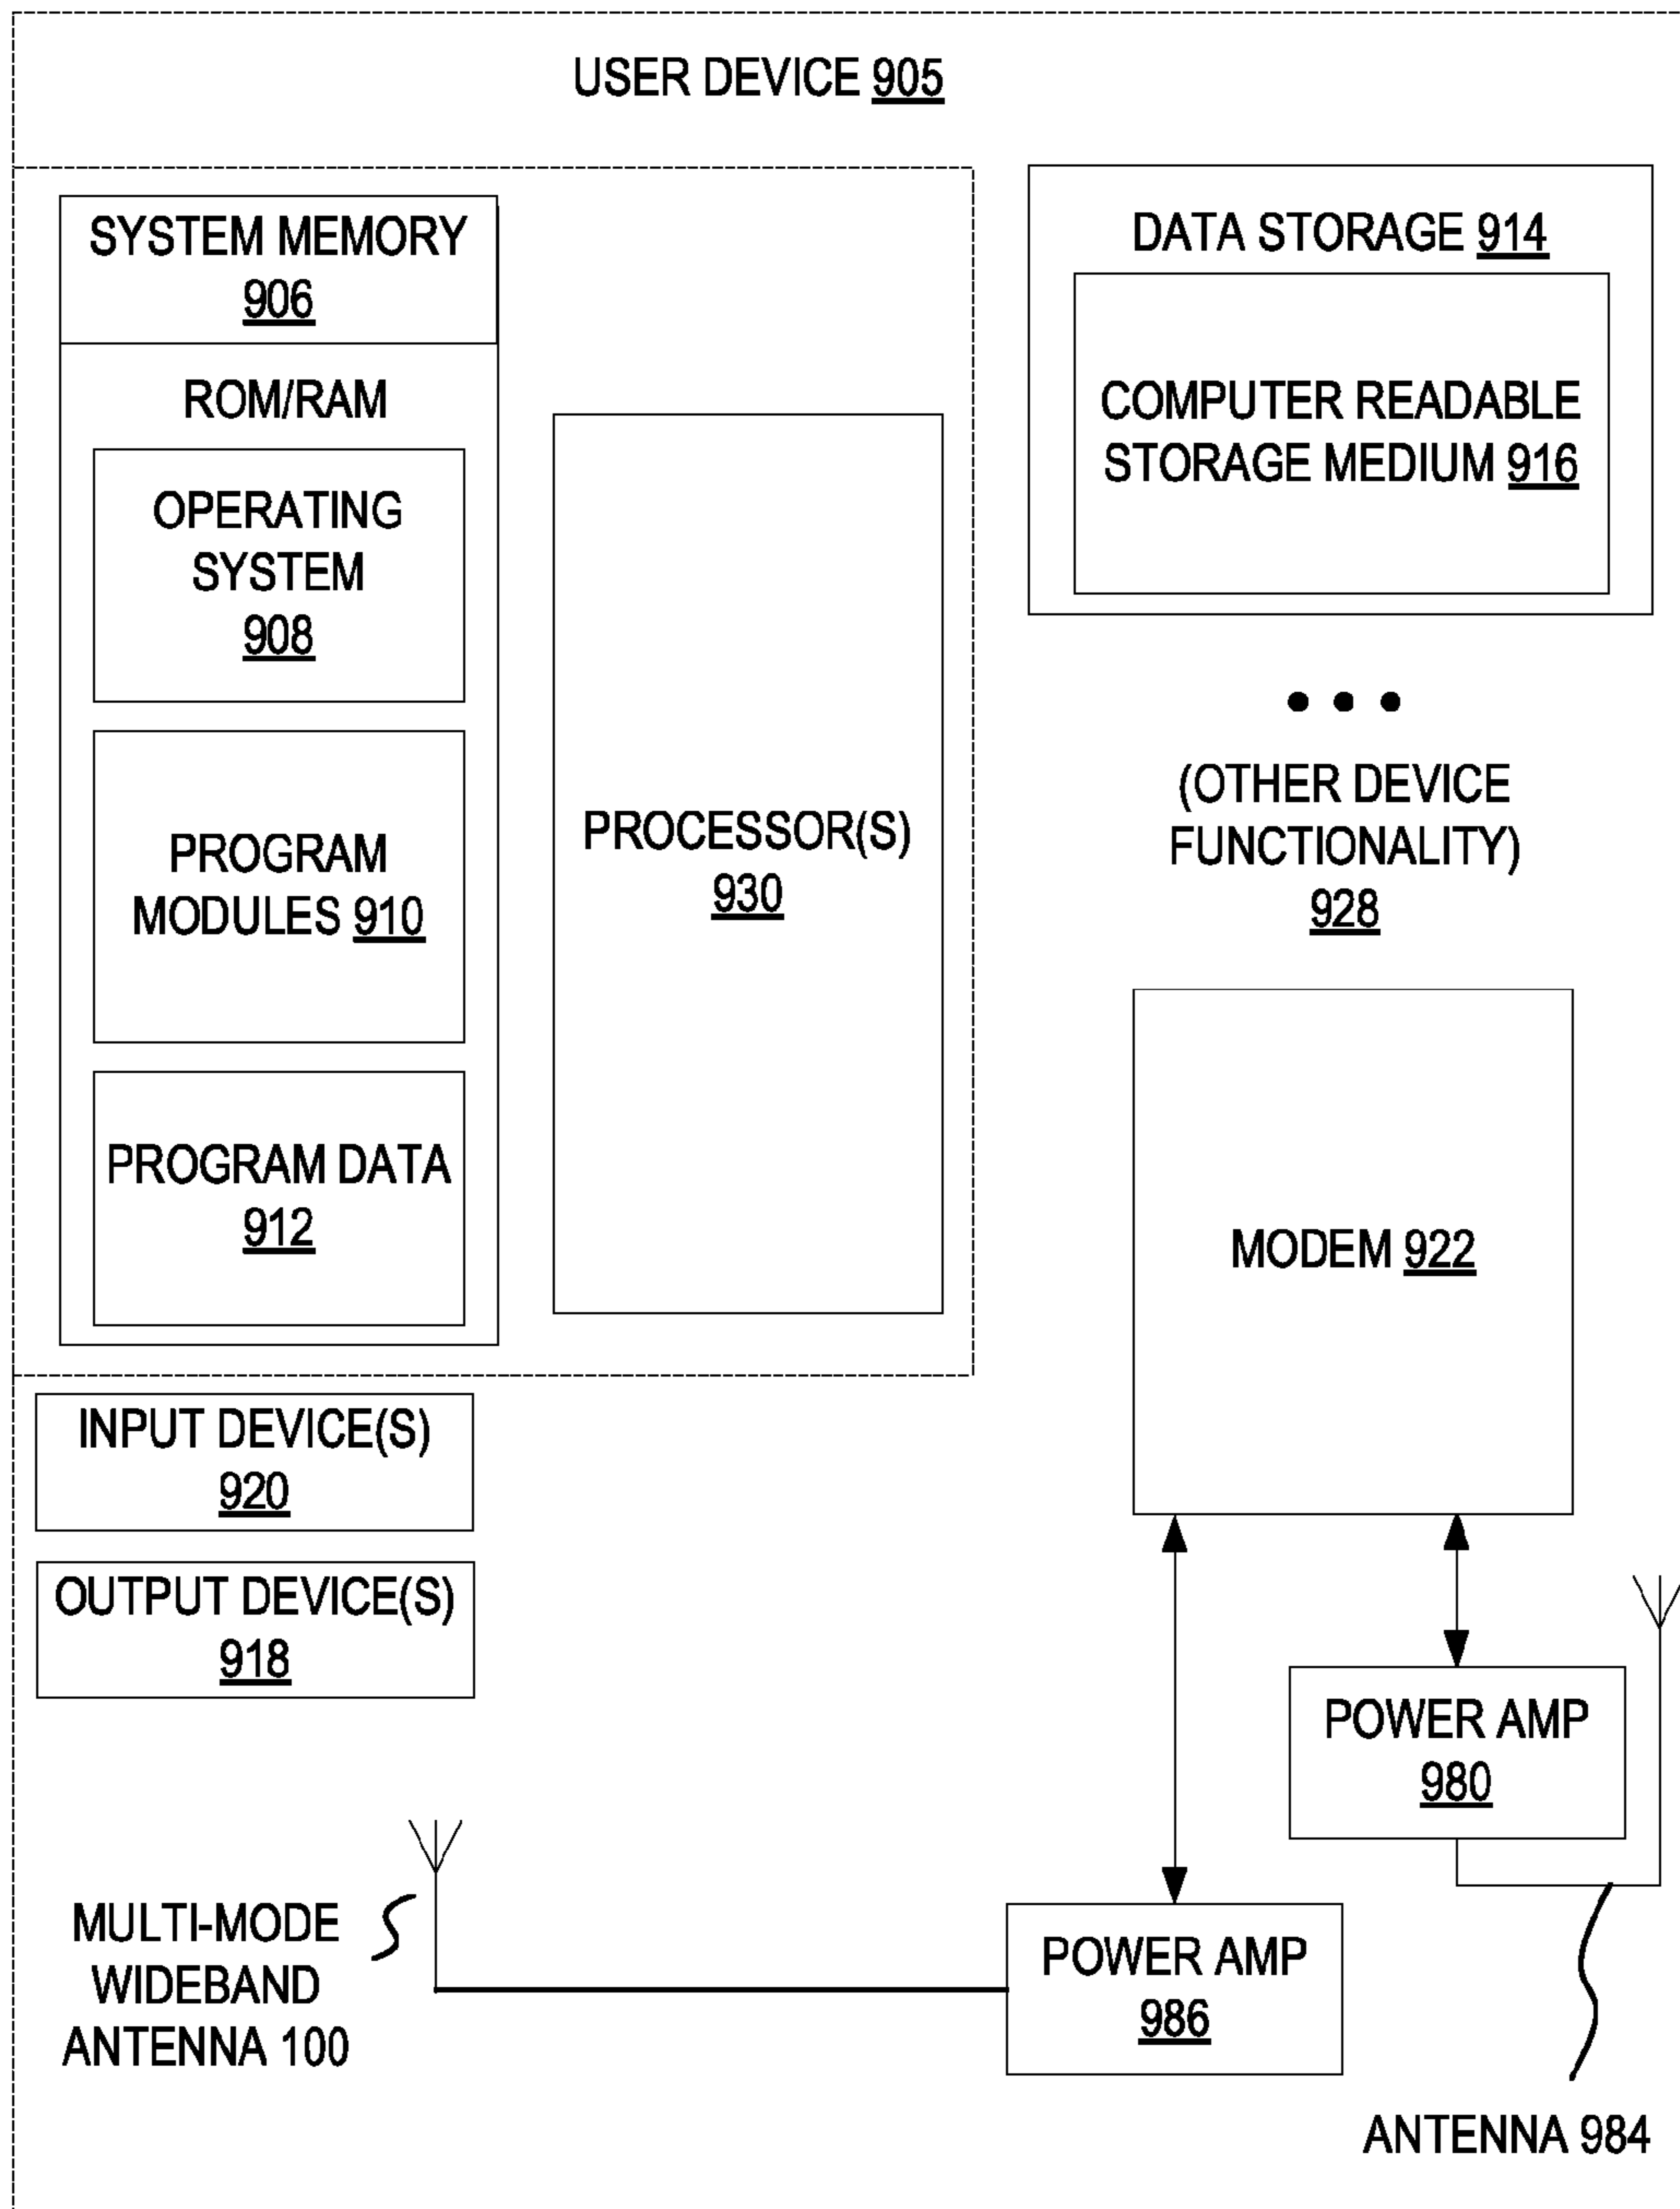 USER DEVICE 905
SYSTEM MEMORY
906
ROM/RAM
OPERATING
SYSTEM
908
PROGRAM
MODULES 910
PROGRAM DATA
912
PROCESSOR(S)
930
DATA STORAGE 914
COMPUTER READABLE
STORAGE MEDIUM 916
(OTHER DEVICE
FUNCTIONALITY)
928
MODEM 922
INPUT DEVICE(S)
920
OUTPUT DEVICE(S)
918
POWER AMP
980
MULTI-MODE
WIDEBAND
ANTENNA 100
POWER AMP
986
ANTENNA 984